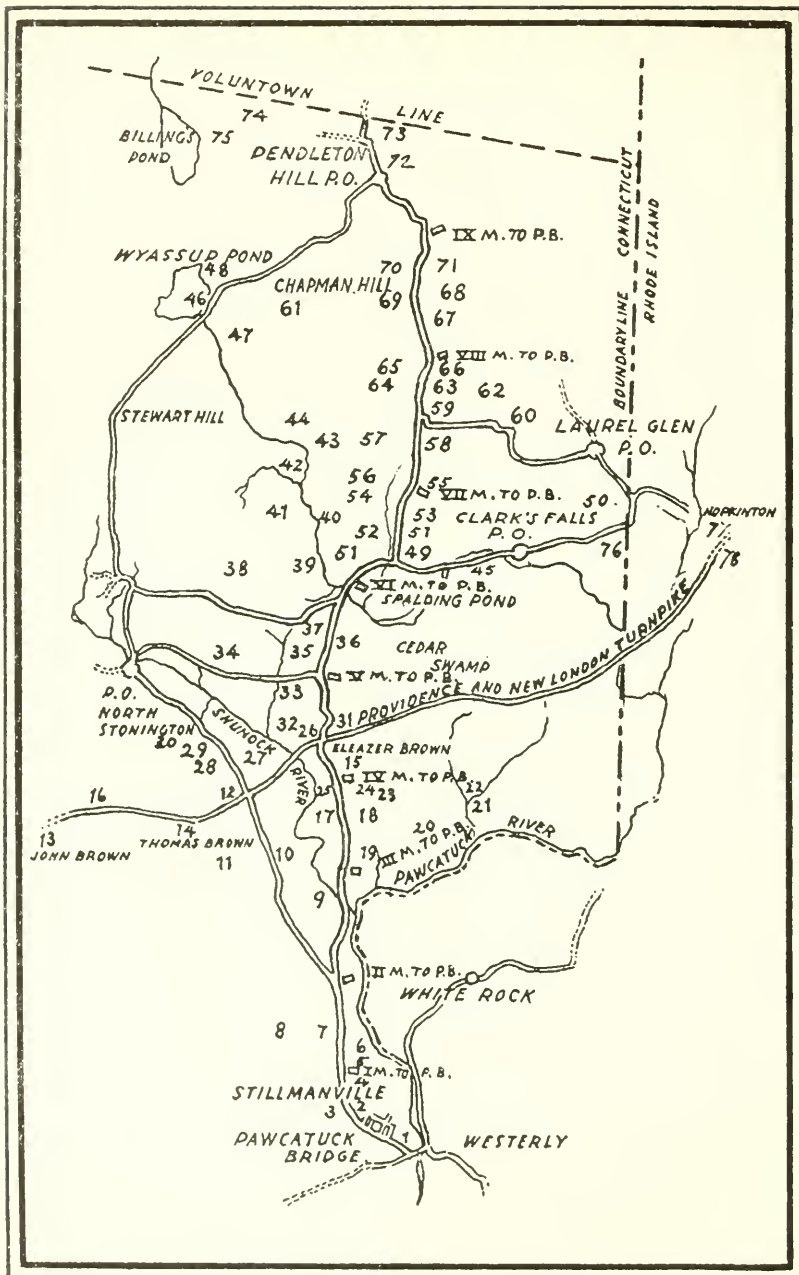 VOLUNTOWN LINE
74
73
BILLING'S POND
75
PENDLETON HILL P.O.
72
IX M. TO P.B.
BOUNDARY LINE CONNECTICUT
RHODE ISLAND
WYASSUP POND
48
46
70
71
CHAPMAN HILL
69
68
61
67
47
65
VIII M. TO P.B.
66
64
63
62
59
60
STEWART HILL
44
43
57
58
LAUREL GLEN P.O.
42
56
54
55
VII M. TO P.B.
50
HOPKINTON
41
40
52
53
51
CLARK'S FALLS P.O.
77
78
38
39
51
49
45
76
VI M. TO P.B.
SPALDING POND
37
36
34
35
CEDAR SWAMP
V M. TO P.B.
33
P.O. NORTH STONINGTON
SHUNOCK RIVER
32
26
31
PROVIDENCE AND NEW LONDON TURNPIKE
30
29
28
27
ELEAZER BROWN
15
IV M. TO P.B.
25
24
23
22
21
16
12
17
18
13
14
JOHN BROWN
THOMAS BROWN
11
10
20
III M. TO P.B.
19
PAWCATUCK RIVER
9
II M. TO P.B.
WHITE ROCK
8
7
6
5
I M. TO P.B.
4
STILLMANVILLE
3
2
1
PAWCATUCK BRIDGE
WESTERLY